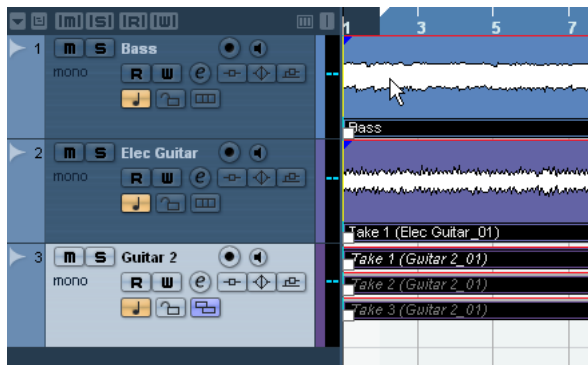 M S R W
1 3 5 7
1 m S Bass
mono R W e
Bass
2 m S Elec Guitar
mono R W e
Take 1 (Elec Guitar_01)
3 m S Guitar 2
mono R W e
Take 1 (Guitar 2_01)
Take 2 (Guitar 2_01)
Take 3 (Guitar 2_01)